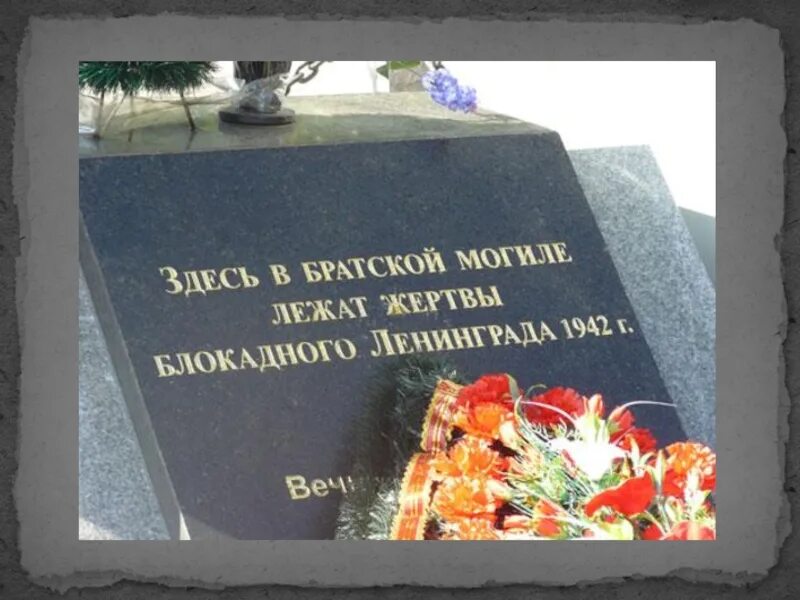 Здесь в братской могиле
лежат жертвы
блокадного Ленинграда 1942 г.